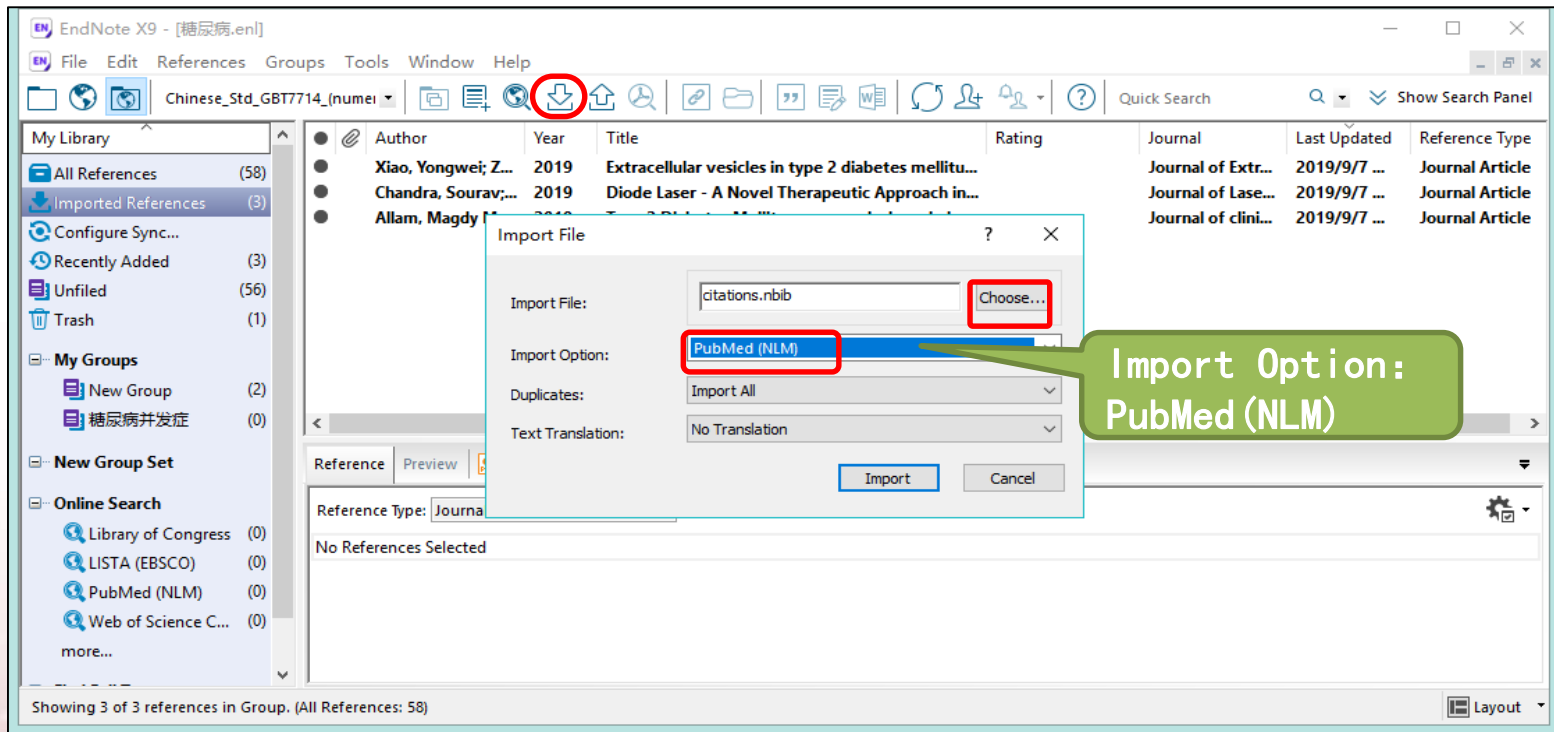 EndNote X9 - [糖尿病.enl]
File Edit References Groups Tools Window Help
Chinese_Std_GBT7714_(numer Quick Search Show Search Panel
My Library
All References (58)
Imported References (3)
Configure Sync...
Recently Added (3)
Unfiled (56)
Trash (1)
My Groups
New Group (2)
糖尿病并发症 (0)
New Group Set
Online Search
Library of Congress (0)
LISTA (EBSCO) (0)
PubMed (NLM) (0)
Web of Science C... (0)
more...
Author Year Title Rating Journal Last Updated Reference Type
Xiao, Yongwei; Z... 2019 Extracellular vesicles in type 2 diabetes mellitu... Journal of Extr... 2019/9/7 ... Journal Article
Chandra, Sourav;... 2019 Diode Laser - A Novel Therapeutic Approach in... Journal of Lase... 2019/9/7 ... Journal Article
Allam, Magdy Journal of clini... 2019/9/7 ... Journal Article
Import File ?
Import File: citations.nbib Choose...
Import Option: PubMed (NLM)
Duplicates: Import All
Text Translation: No Translation
Import Cancel
Import Option:
PubMed(NLM)
Reference Preview
Reference Type: Journa
No References Selected
Showing 3 of 3 references in Group. (All References: 58) Layout